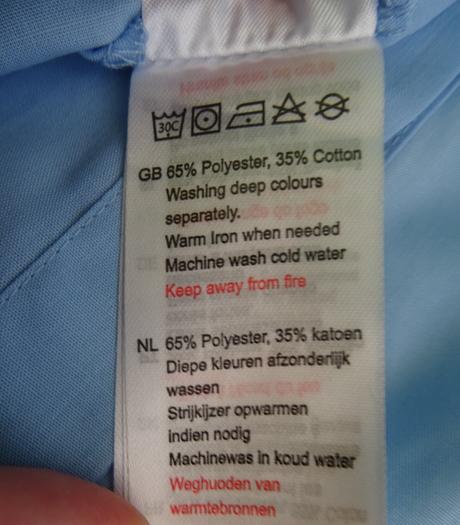 30C
GB 65% Polyester, 35% Cotton
Washing deep colours
separately.
Warm Iron when needed
Machine wash cold water
Keep away from fire
NL 65% Polyester, 35% katoen
Diepe kleuren afzonderlijk
wassen
Strijkijzer opwarmen
indien nodig
Machinewas in koud water
Weghuoden van
warmtebronnen